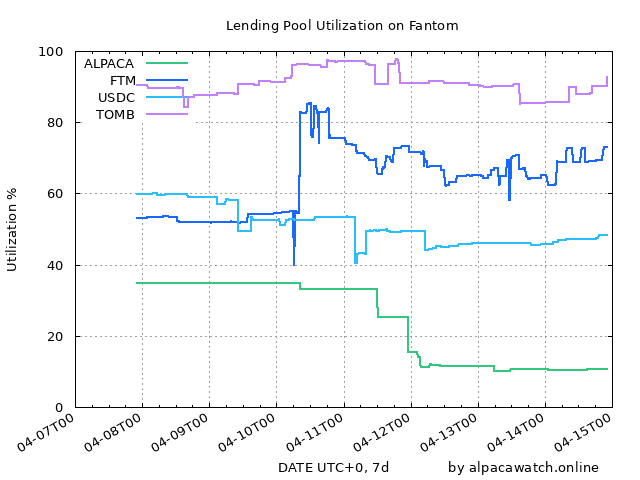 Lending Pool Utilization on Fantom
ALPACA
FTM
USDC
TOMB
Utilization %
100
80
60
40
20
0
04-07T00
04-08T00
04-09T00
04-10T00
04-11T00
04-12T00
04-13T00
04-14T00
04-15T00
DATE UTC+0, 7d
by alpacawatch.online